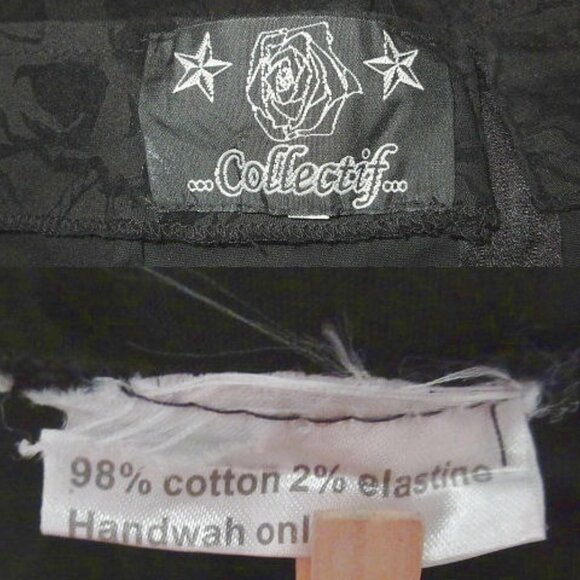 ...Collectif...
98% cotton 2% elastine
Handwah onl